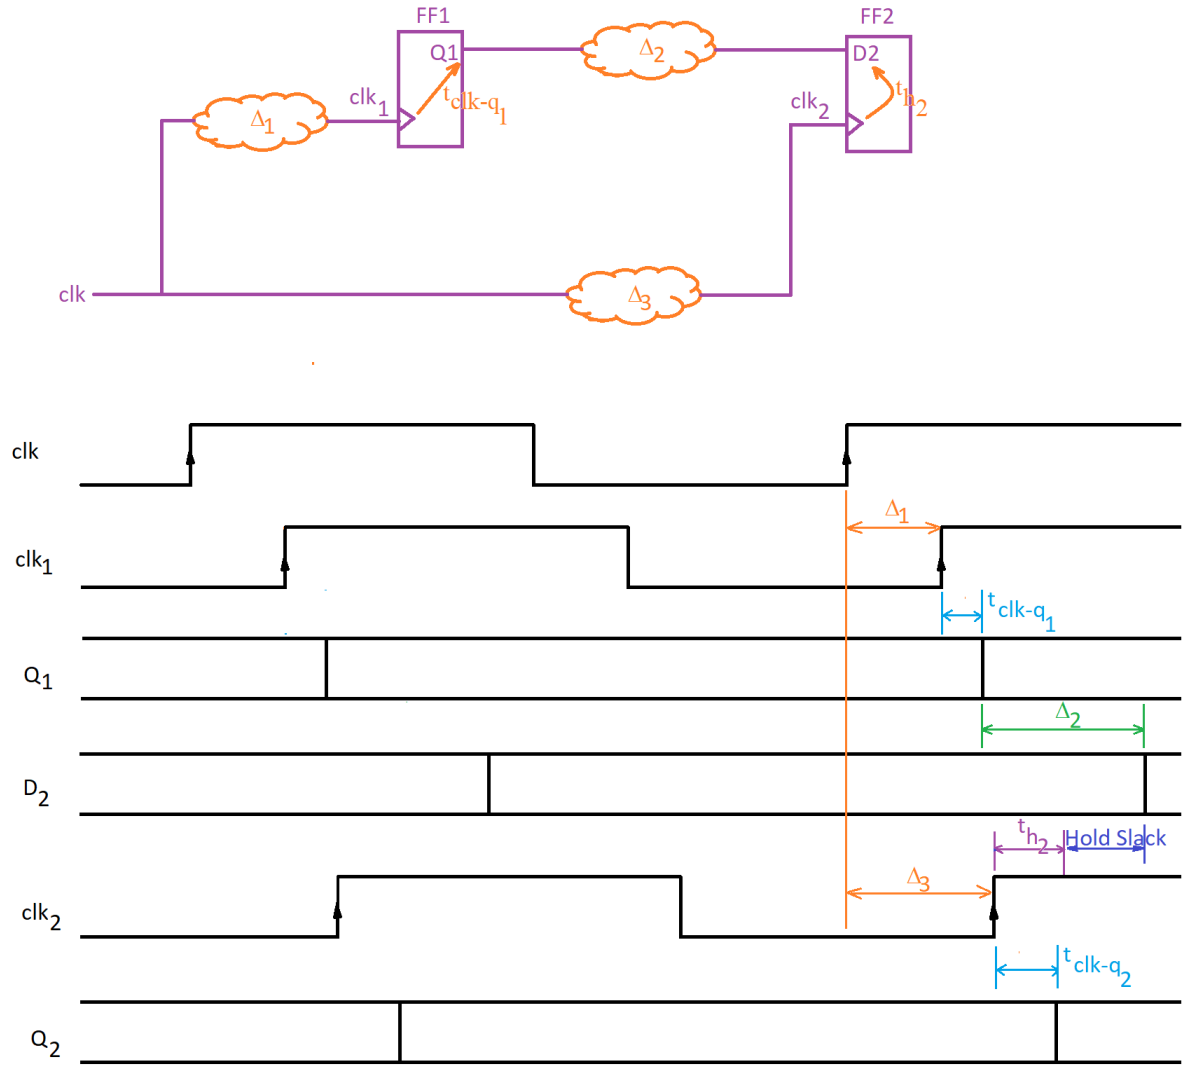 FF1
FF2
Q1
Δ2
D2
clk1
tclk-q1
clk2
th2
Δ1
clk
Δ3
clk
Δ1
clk1
tclk-q1
Q1
Δ2
D2
th2
Hold Slack
Δ3
clk2
tclk-q2
Q2